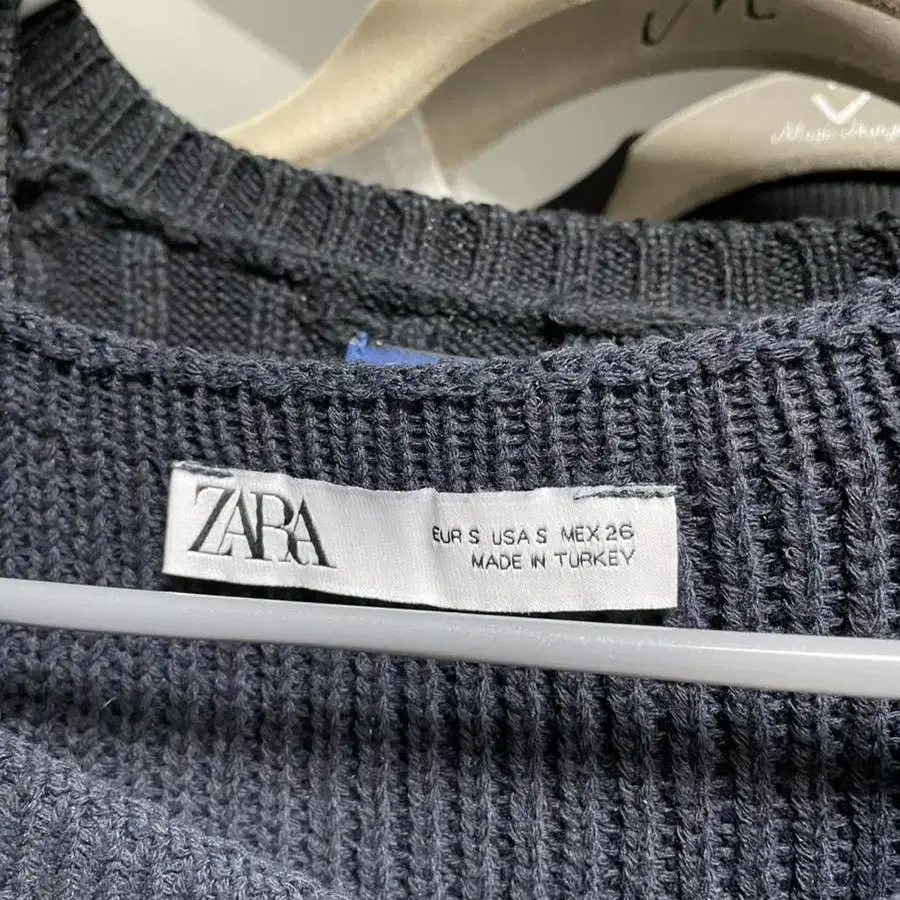 M
ZARA
EUR S USA S MEX 26
MADE IN TURKEY